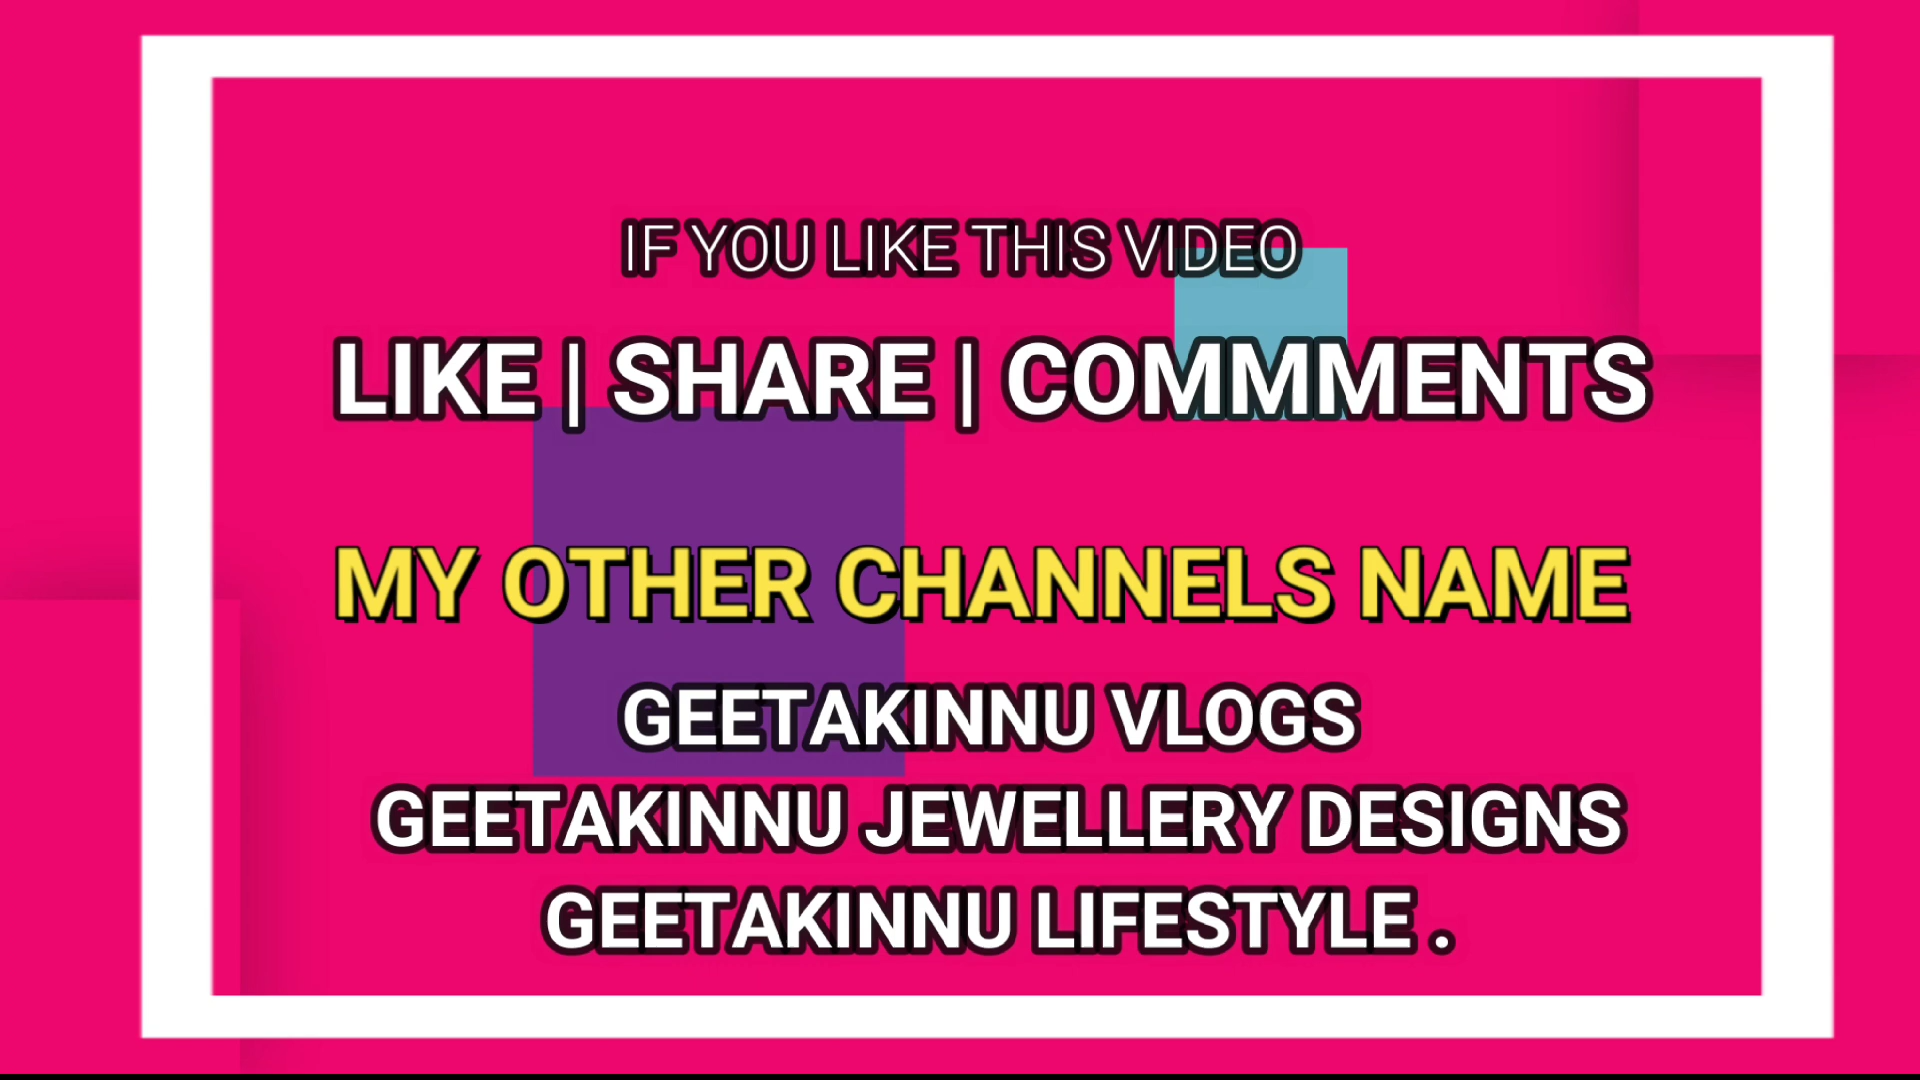 IF YOU LIKE THIS VIDEO
LIKE | SHARE | COMMMENTS
MY OTHER CHANNELS NAME
GEETAKINNU VLOGS
GEETAKINNU JEWELLERY DESIGNS
GEETAKINNU LIFESTYLE .